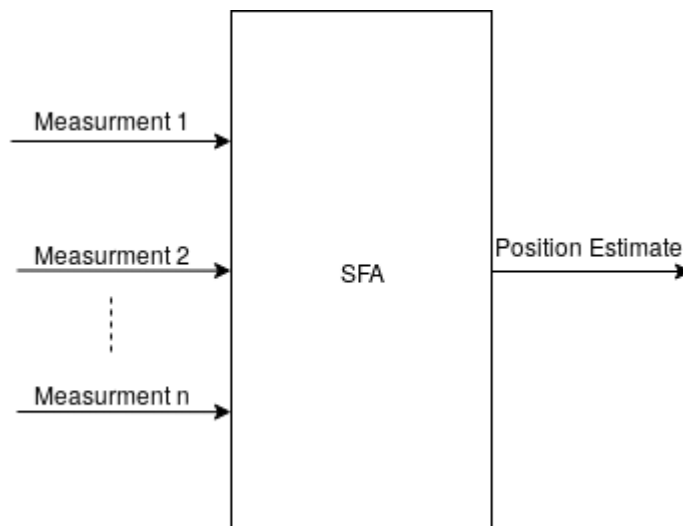 Measurment 1
Measurment 2
Position Estimate
SFA
Measurment n